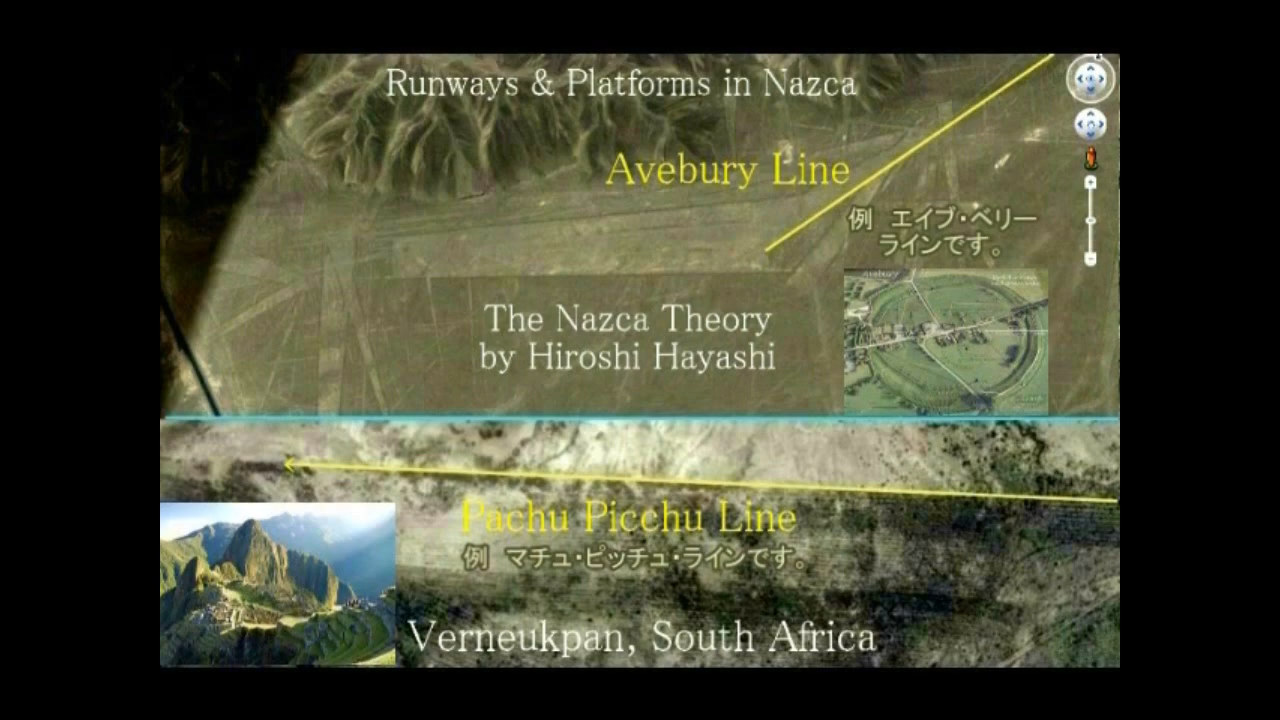 Runways & Platforms in Nazca
Avebury Line
例 エイブ・ベリー
ラインです。
The Nazca Theory
by Hiroshi Hayashi
Pachu Picchu Line
例 マチュ・ピッチュ・ラインです。
Verneukpan, South Africa